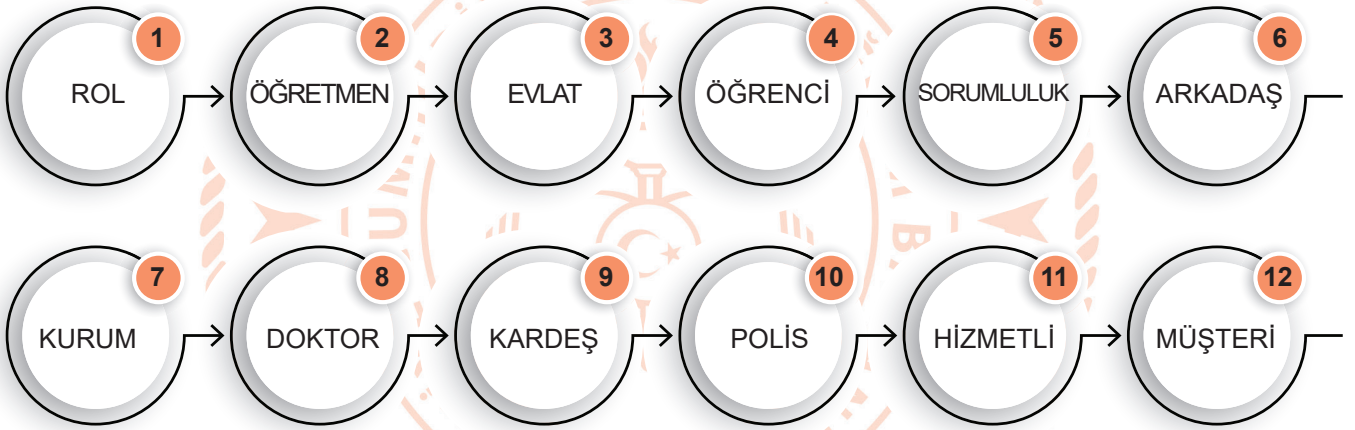 1 2 3 4 5 6
ROL ÖĞRETMEN EVLAT ÖĞRENCİ SORUMLULUK ARKADAŞ
7 8 9 10 11 12
KURUM DOKTOR KARDEŞ POLİS HİZMETLİ MÜŞTERİ